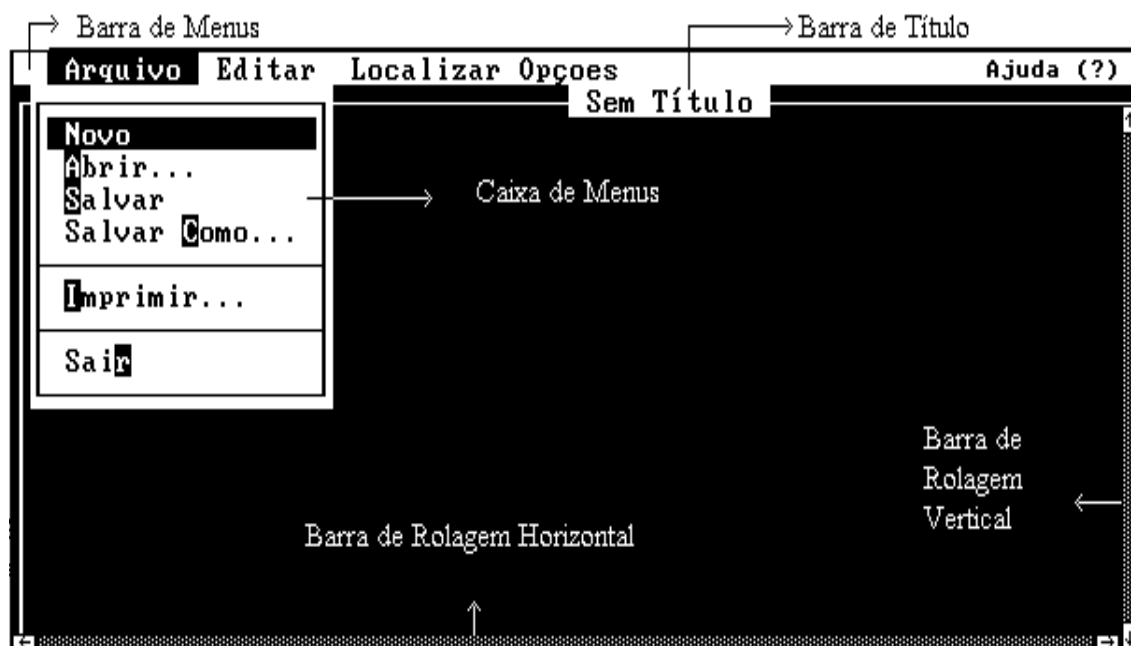 Barra de Menus
Barra de Título
Arquivo Editar Localizar Opçoes Ajuda (?)
Sem Título
Novo
Abrir...
Salvar
Salvar Como...
Imprimir...
Sair
Caixa de Menus
Barra de
Rolagem
Vertical
Barra de Rolagem Horizontal